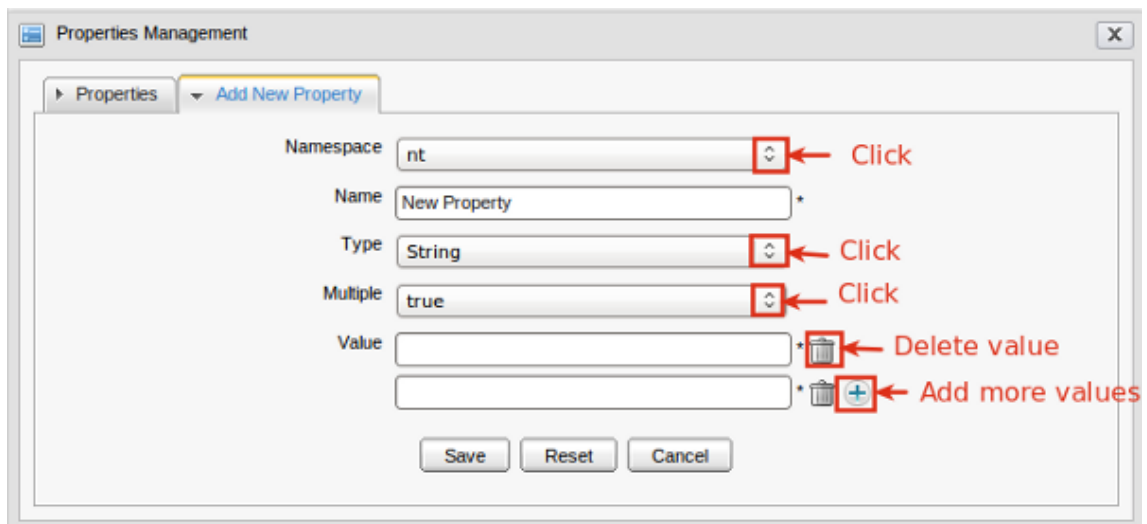 Properties Management
Properties
Add New Property
Namespace nt Click
Name New Property *
Type String Click
Multiple true Click
Value * Delete value
* Add more values
Save Reset Cancel